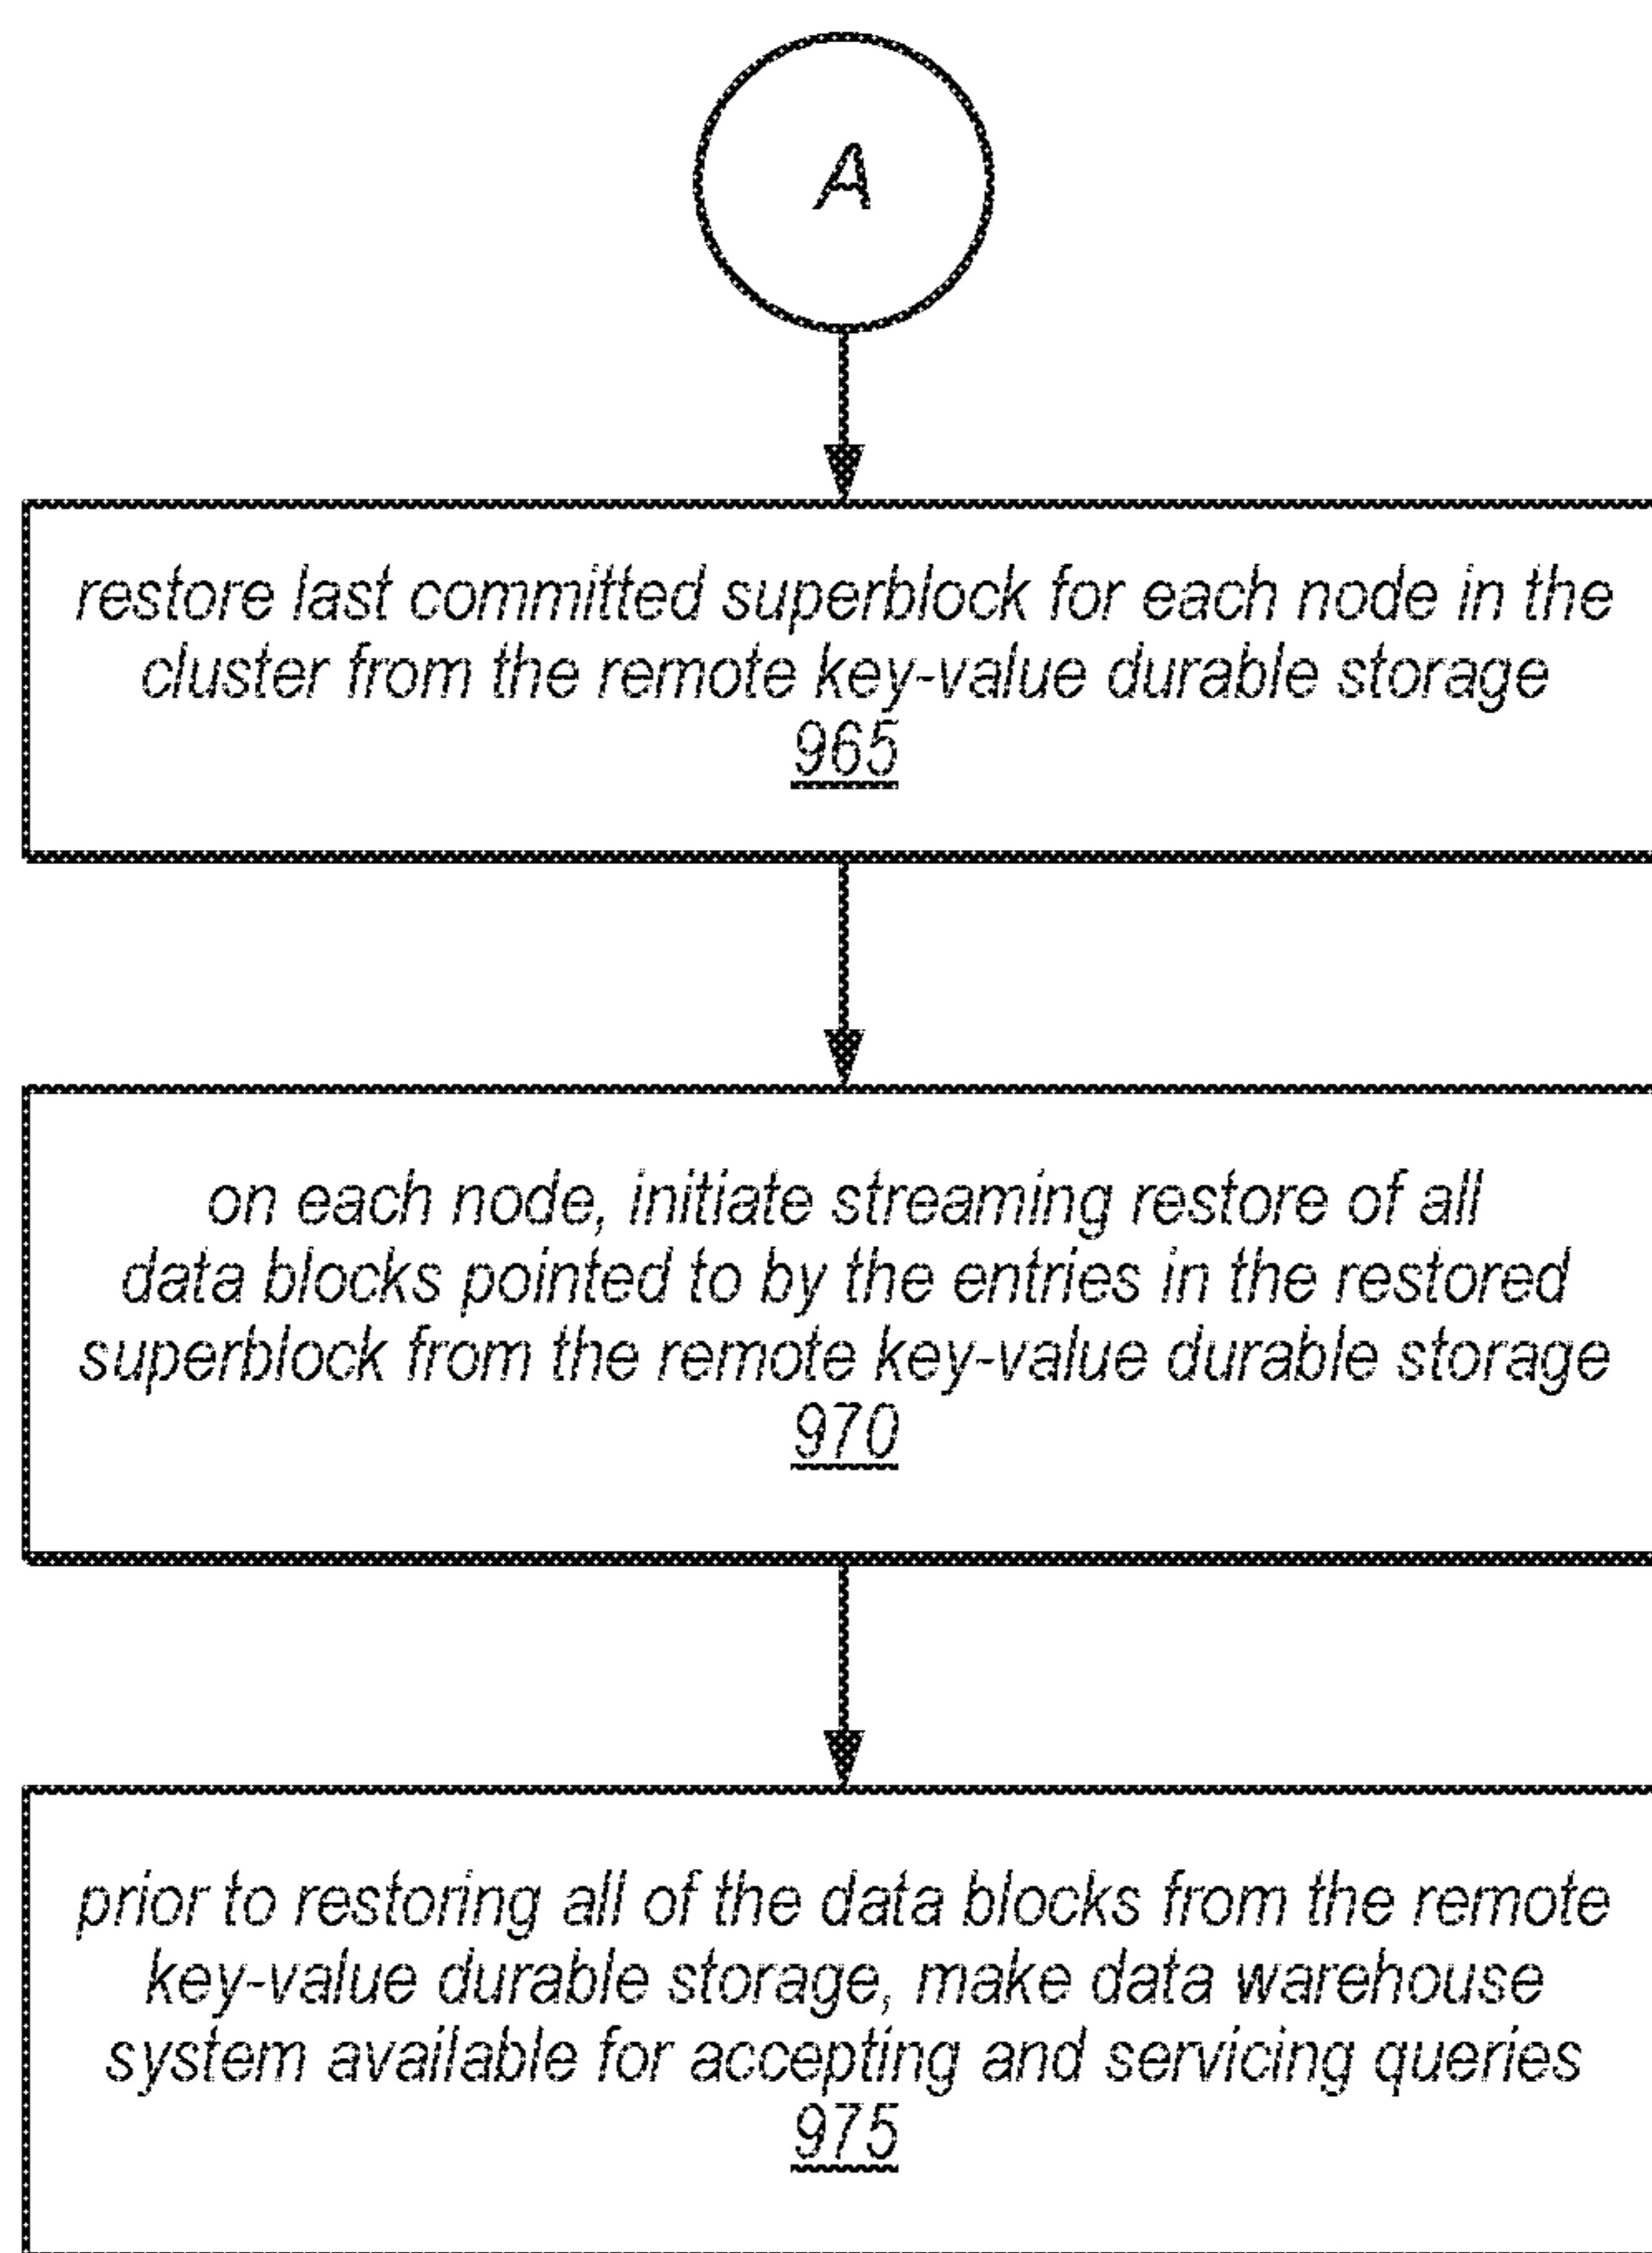 A
restore last committed superblock for each node in the
cluster from the remote key-value durable storage
965
on each node, initiate streaming restore of all
data blocks pointed to by the entries in the restored
superblock from the remote key-value durable storage
970
prior to restoring all of the data blocks from the remote
key-value durable storage, make data warehouse
system available for accepting and servicing queries
975